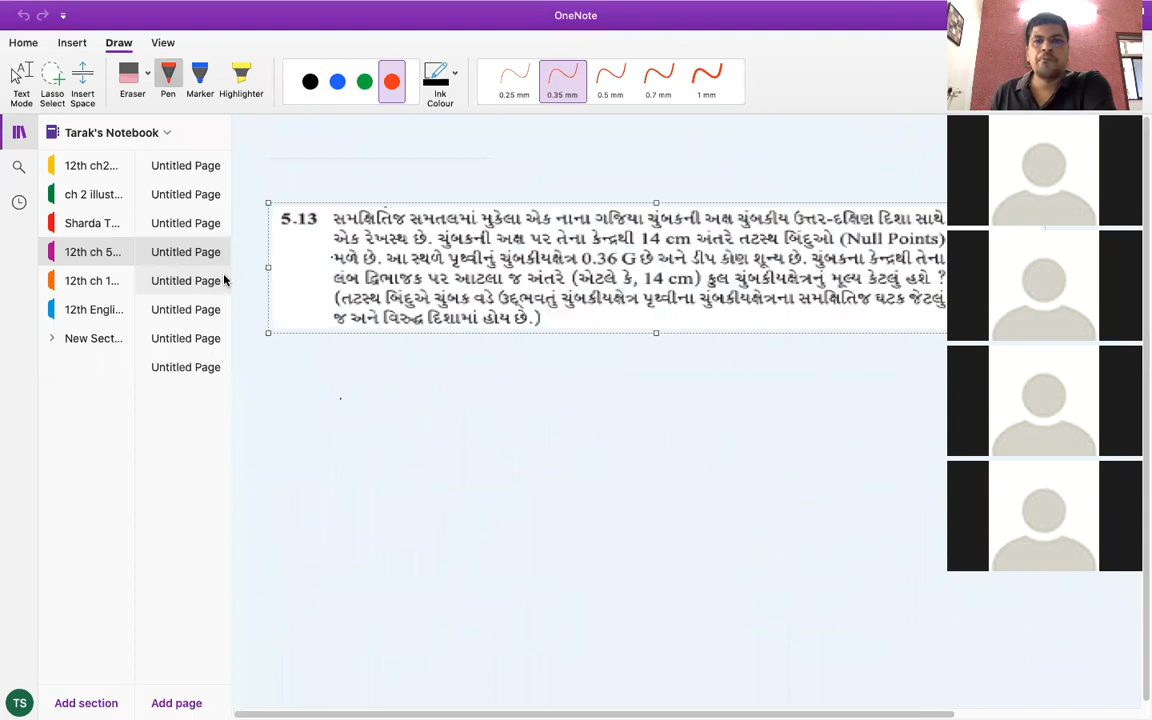 OneNote
Home Insert Draw View
Text Mode
Lasso Select
Insert Space
Eraser
Pen
Marker
Highlighter
Ink Colour
0.25 mm
0.35 mm
0.5 mm
0.7 mm
1 mm
Tarak's Notebook
12th ch2... Untitled Page
ch 2 illust... Untitled Page
Sharda T... Untitled Page
12th ch 5... Untitled Page
12th ch 1... Untitled Page
12th Engli... Untitled Page
New Sect... Untitled Page
Untitled Page
5.13 સમક્ષિતિજ સમતલમાં મુકેલા એક નાના ગજિયા ચુંબકની અક્ષ ચુંબકીય ઉત્તર-દક્ષિણ દિશા સાથે
એક રેખસ્થ છે. ચુંબકની અક્ષ પર તેના કેન્દ્રથી 14 cm અંતરે તટસ્થ બિંદુઓ (Null Points)
મળે છે. આ સ્થળે પૃથ્વીનું ચુંબકીયક્ષેત્ર 0.36 G છે અને ડીપ કોણ શૂન્ય છે. ચુંબકના કેન્દ્રથી તેના
લંબ દ્વિભાજક પર આટલા જ અંતરે (એટલે કે, 14 cm) કુલ ચુંબકીયક્ષેત્રનું મૂલ્ય કેટલું હશે ?
(તટસ્થ બિંદુએ ચુંબક વડે ઉદ્ભવતું ચુંબકીયક્ષેત્ર પૃથ્વીના ચુંબકીયક્ષેત્રના સમક્ષિતિજ ઘટક જેટલું
જ અને વિરુદ્ધ દિશામાં હોય છે.)
TS
Add section Add page